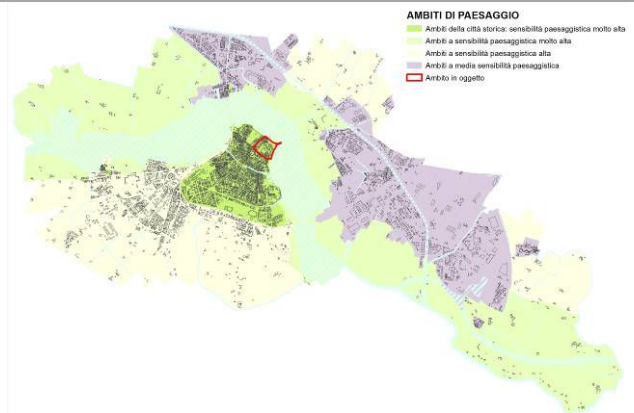 AMBITI DI PAESAGGIO
Ambiti della città storica: sensibilità paesaggistica molto alta
Ambiti a sensibilità paesaggistica molto alta
Ambiti a sensibilità paesaggistica alta
Ambiti a media sensibilità paesaggistica
Ambito in oggetto